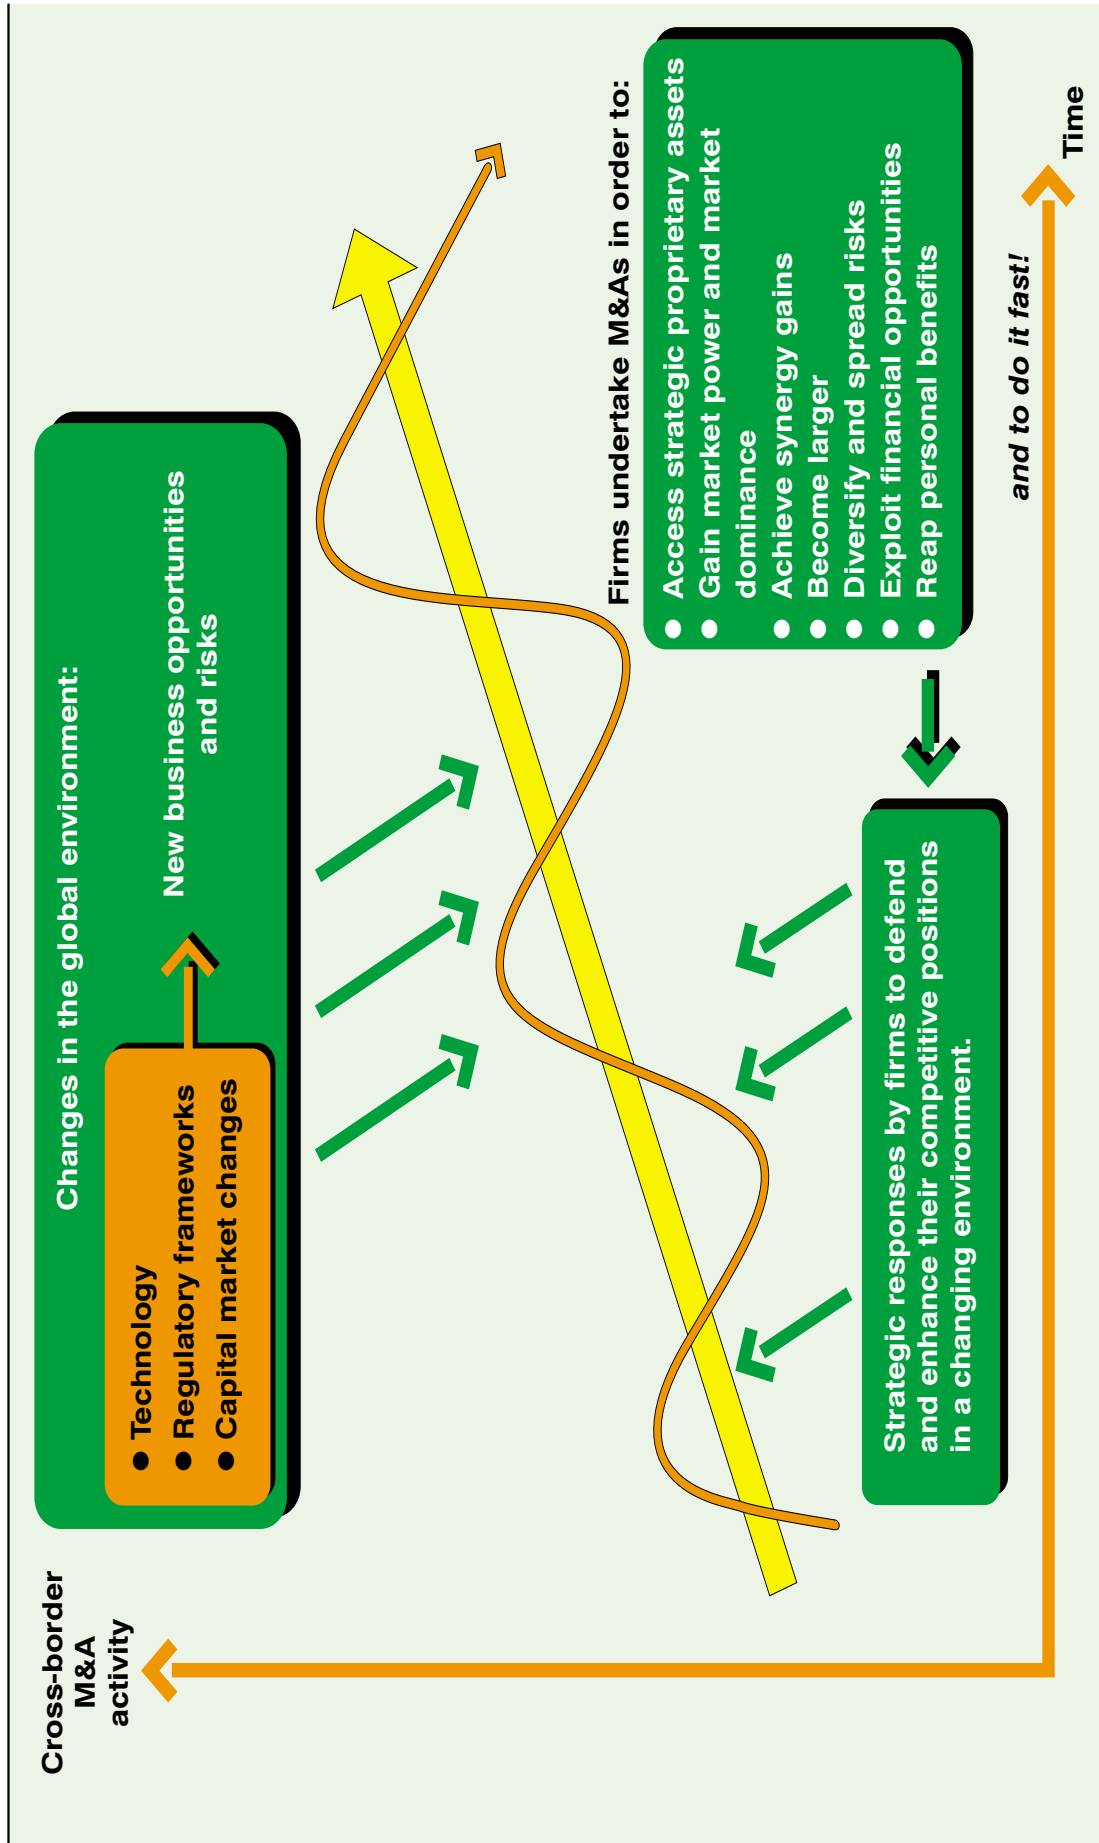 Cross-border
M&A
activity
Changes in the global environment:
Technology
Regulatory frameworks
Capital market changes
New business opportunities
and risks
Firms undertake M&As in order to:
Access strategic proprietary assets
Gain market power and market
dominance
Achieve synergy gains
Become larger
Diversify and spread risks
Exploit financial opportunities
Reap personal benefits
Strategic responses by firms to defend
and enhance their competitive positions
in a changing environment.
and to do it fast!
Time